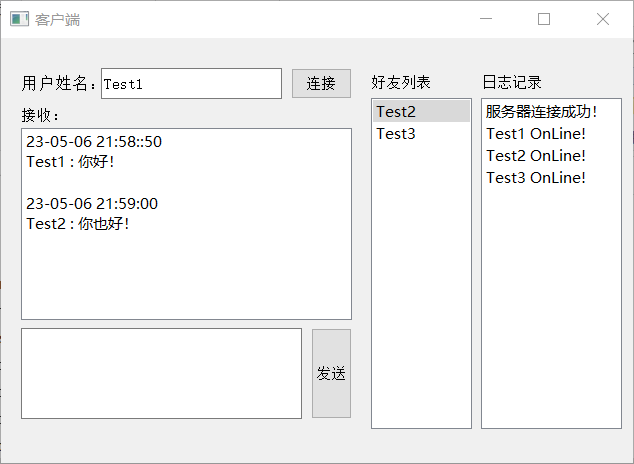 客户端
用户姓名：
Test1
连接
接收：
23-05-06 21:58::50
Test1 : 你好！
23-05-06 21:59:00
Test2 : 你也好！
发送
好友列表
Test2
Test3
日志记录
服务器连接成功！
Test1 OnLine!
Test2 OnLine!
Test3 OnLine!